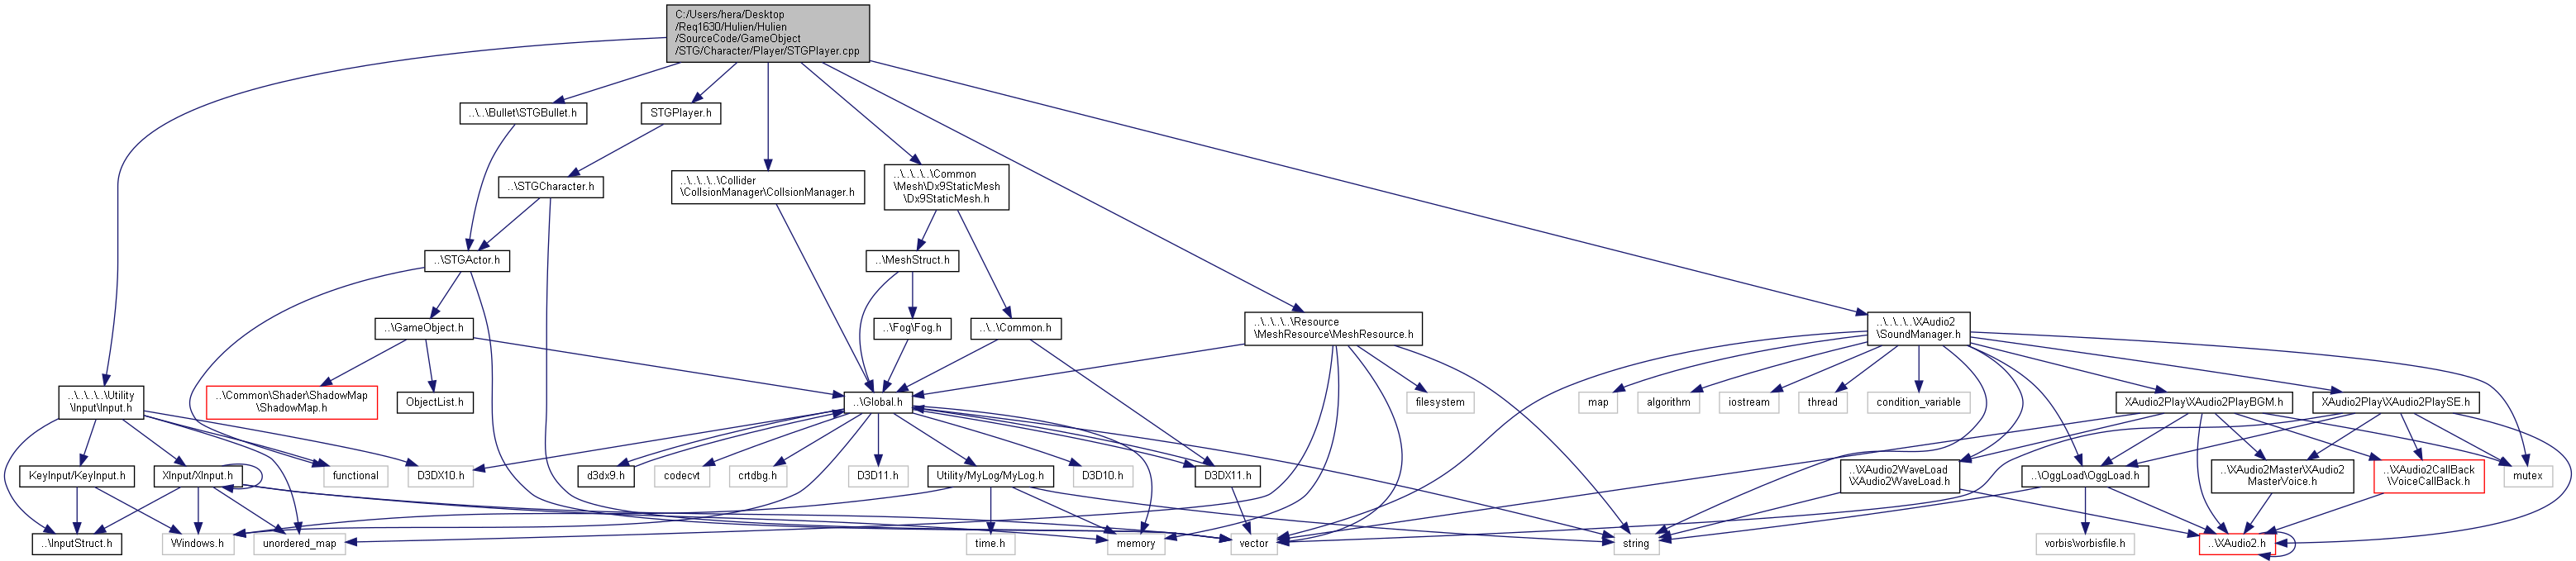 C:/Users/hera/Desktop
/Req1630/Hulien/Hulien
/SourceCode/GameObject
/STG/Character/Player/STGPlayer.cpp
..\..\Bullet\STGBullet.h
STGPlayer.h
..\STGCharacter.h
..\..\..\..\Collider
\CollsionManager\CollsionManager.h
..\..\..\..\Common
\Mesh\Dx9StaticMesh
\Dx9StaticMesh.h
..\STGActor.h
..\MeshStruct.h
..\GameObject.h
..\Fog\Fog.h
..\..\Common.h
..\..\..\..\Resource
\MeshResource\MeshResource.h
..\..\..\..\XAudio2
\SoundManager.h
..\..\..\..\Utility
\Input\Input.h
..\Common\Shader\ShadowMap
\ShadowMap.h
ObjectList.h
..\Global.h
filesystem
map
algorithm
iostream
thread
condition_variable
XAudio2Play\XAudio2PlayBGM.h
XAudio2Play\XAudio2PlaySE.h
KeyInput/KeyInput.h
XInput/XInput.h
functional
D3DX10.h
d3dx9.h
codecvt
crtdbg.h
D3D11.h
Utility/MyLog/MyLog.h
D3D10.h
D3DX11.h
..\XAudio2WaveLoad
\XAudio2WaveLoad.h
..\OggLoad\OggLoad.h
..\XAudio2Master\XAudio2
MasterVoice.h
..\XAudio2CallBack
\VoiceCallBack.h
mutex
..\InputStruct.h
Windows.h
unordered_map
time.h
memory
vector
string
vorbis\vorbisfile.h
..\XAudio2.h